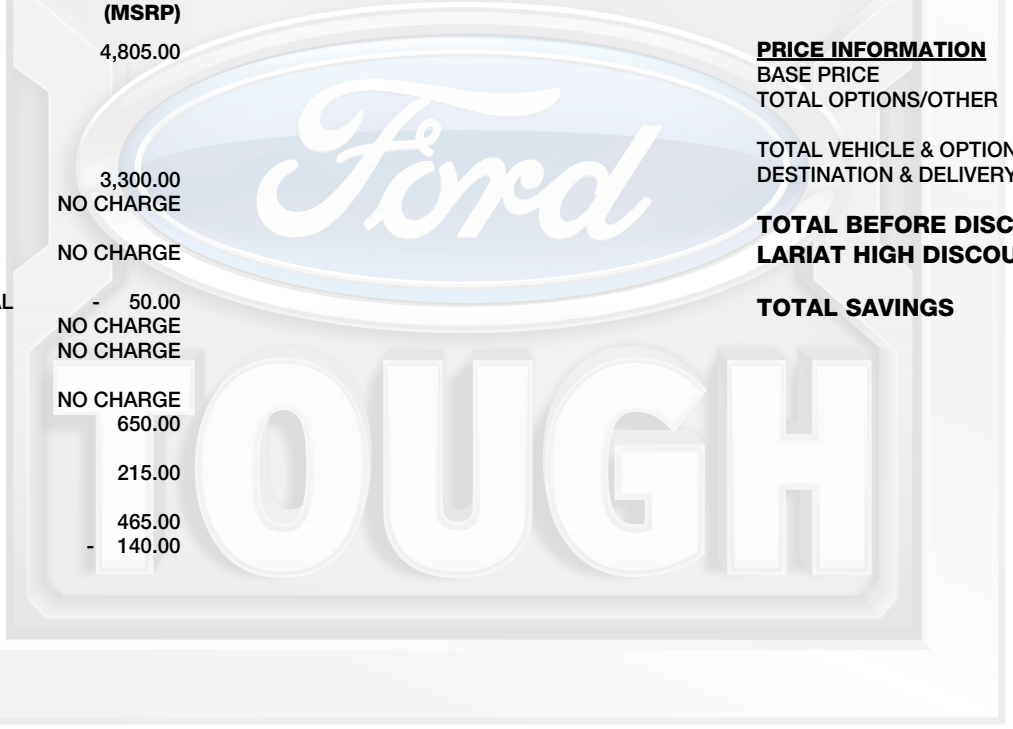 (MSRP)
4,805.00
3,300.00
NO CHARGE
NO CHARGE
AL - 50.00
NO CHARGE
NO CHARGE
NO CHARGE
650.00
215.00
465.00
- 140.00
PRICE INFORMATION
BASE PRICE
TOTAL OPTIONS/OTHER
TOTAL VEHICLE & OPTION
DESTINATION & DELIVERY
TOTAL BEFORE DISC
LARIAT HIGH DISCOU
TOTAL SAVINGS
Ford
TOUGH